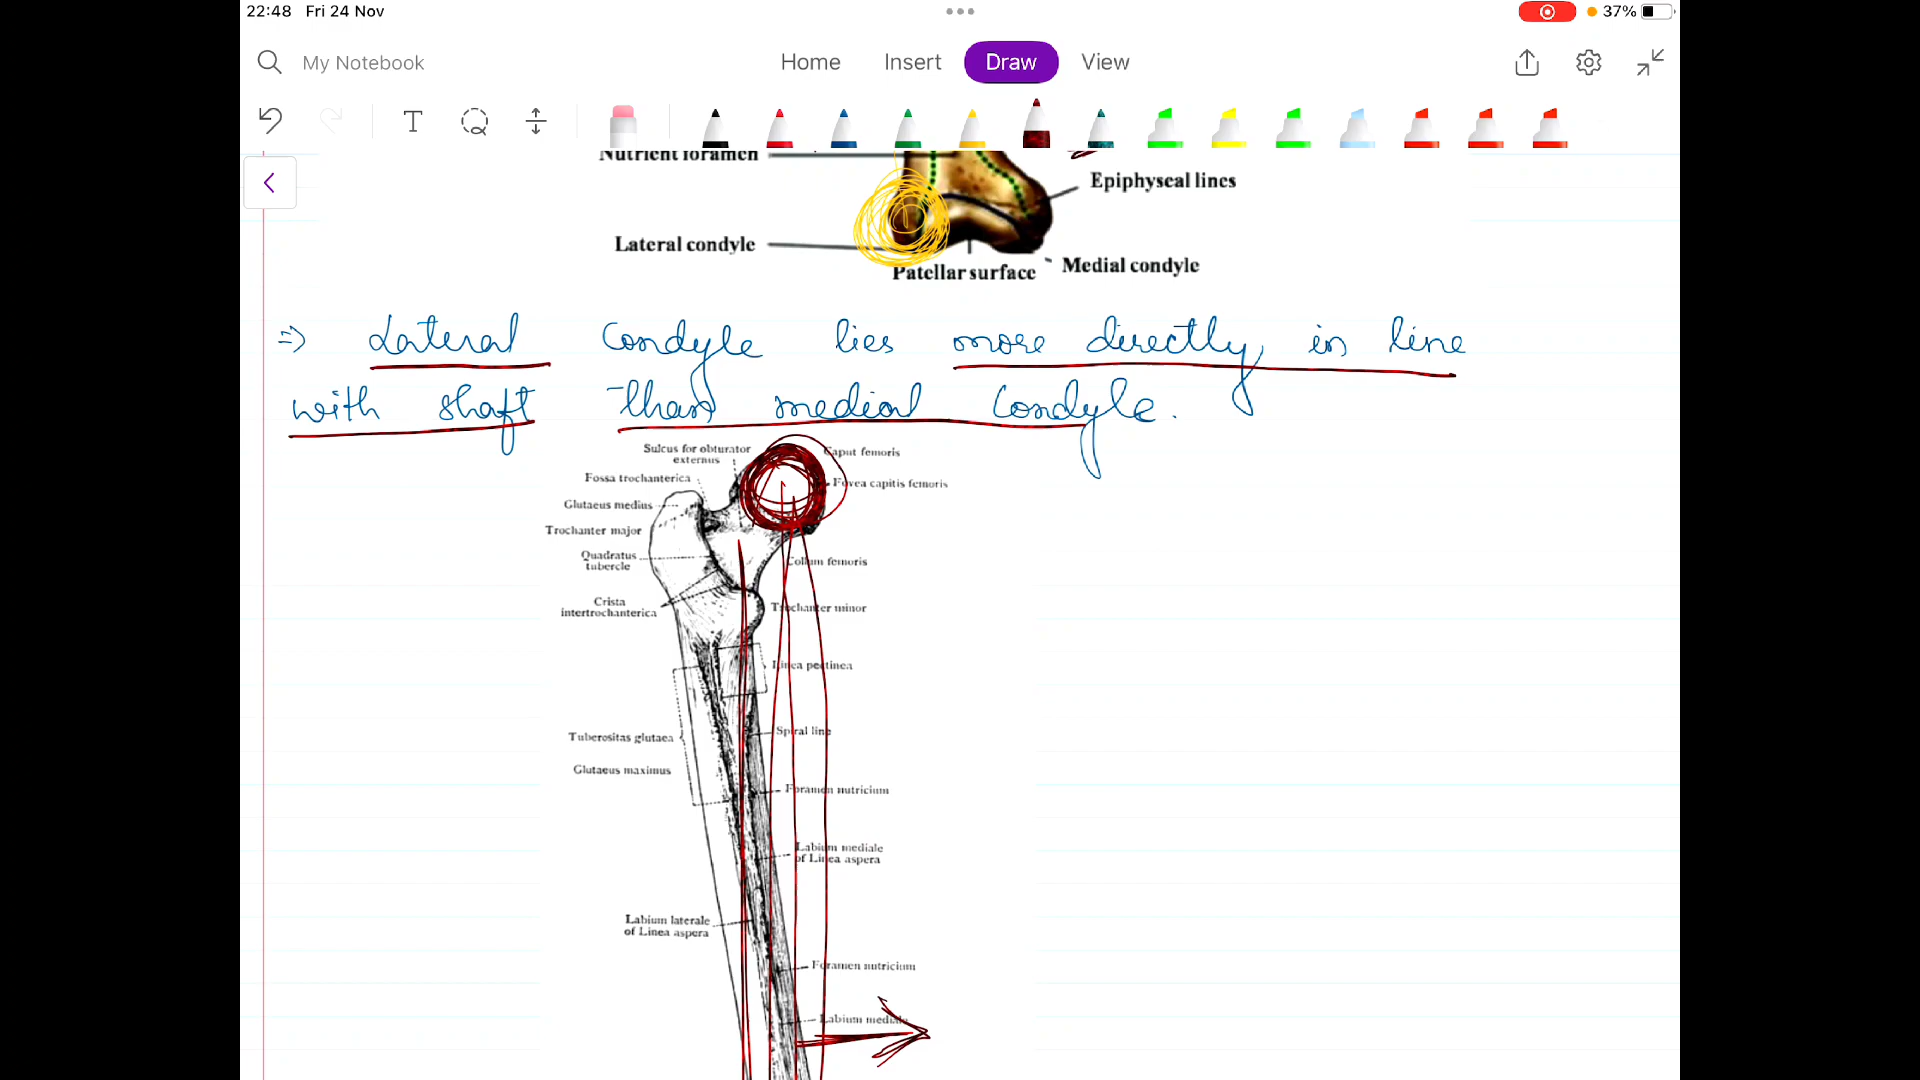 22:48 Fri 24 Nov
37%
My Notebook
Home Insert Draw View
T
Nutrient foramen
Epiphyseal lines
Lateral condyle
Patellar surface
Medial condyle
=> Lateral Condyle lies more directly in line
with shaft than medial Condyle.
Sulcus for obturator
externus
Caput femoris
Fossa trochanterica
Fovea capitis femoris
Glutaeus medius
Trochanter major
Quadratus
tubercle
Collum femoris
Crista
intertrochanterica
Trochanter minor
Linea pectinea
Spiral line
Tuberositas glutaea
Glutaeus maximus
Foramen nutricium
Labium mediale
of Linea aspera
Labium laterale
of Linea aspera
Foramen nutricium
Labium mediale